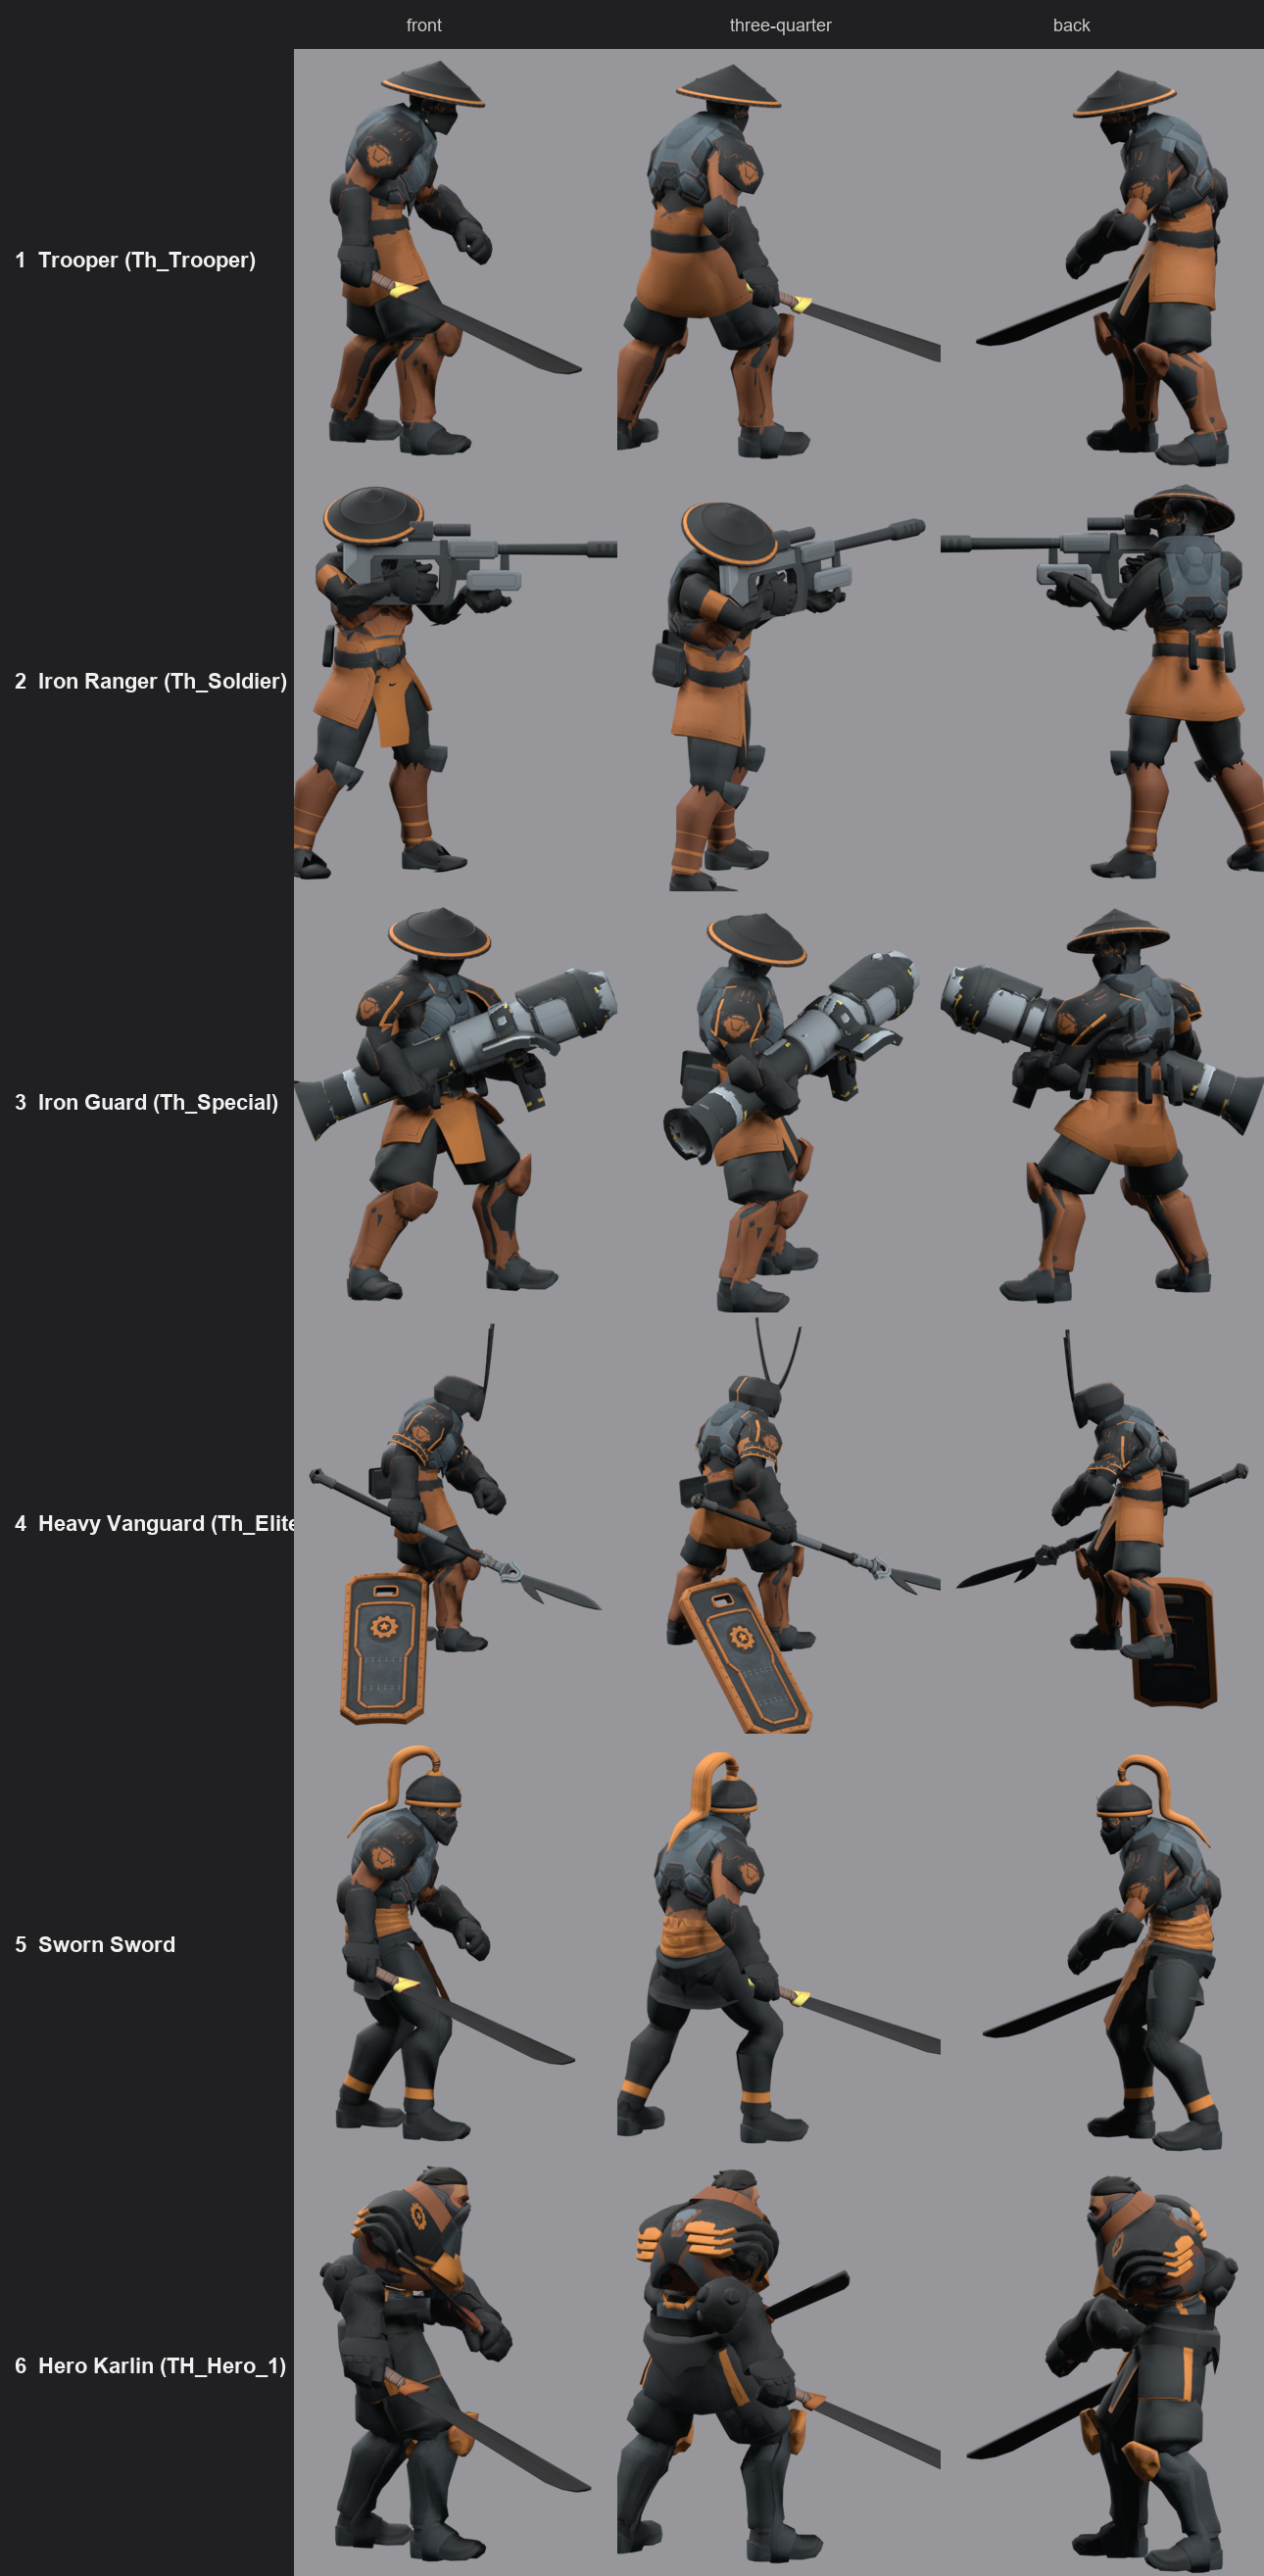 front three-quarter back
1 Trooper (Th_Trooper)
2 Iron Ranger (Th_Soldier)
3 Iron Guard (Th_Special)
4 Heavy Vanguard (Th_Elite
5 Sworn Sword
6 Hero Karlin (TH_Hero_1)